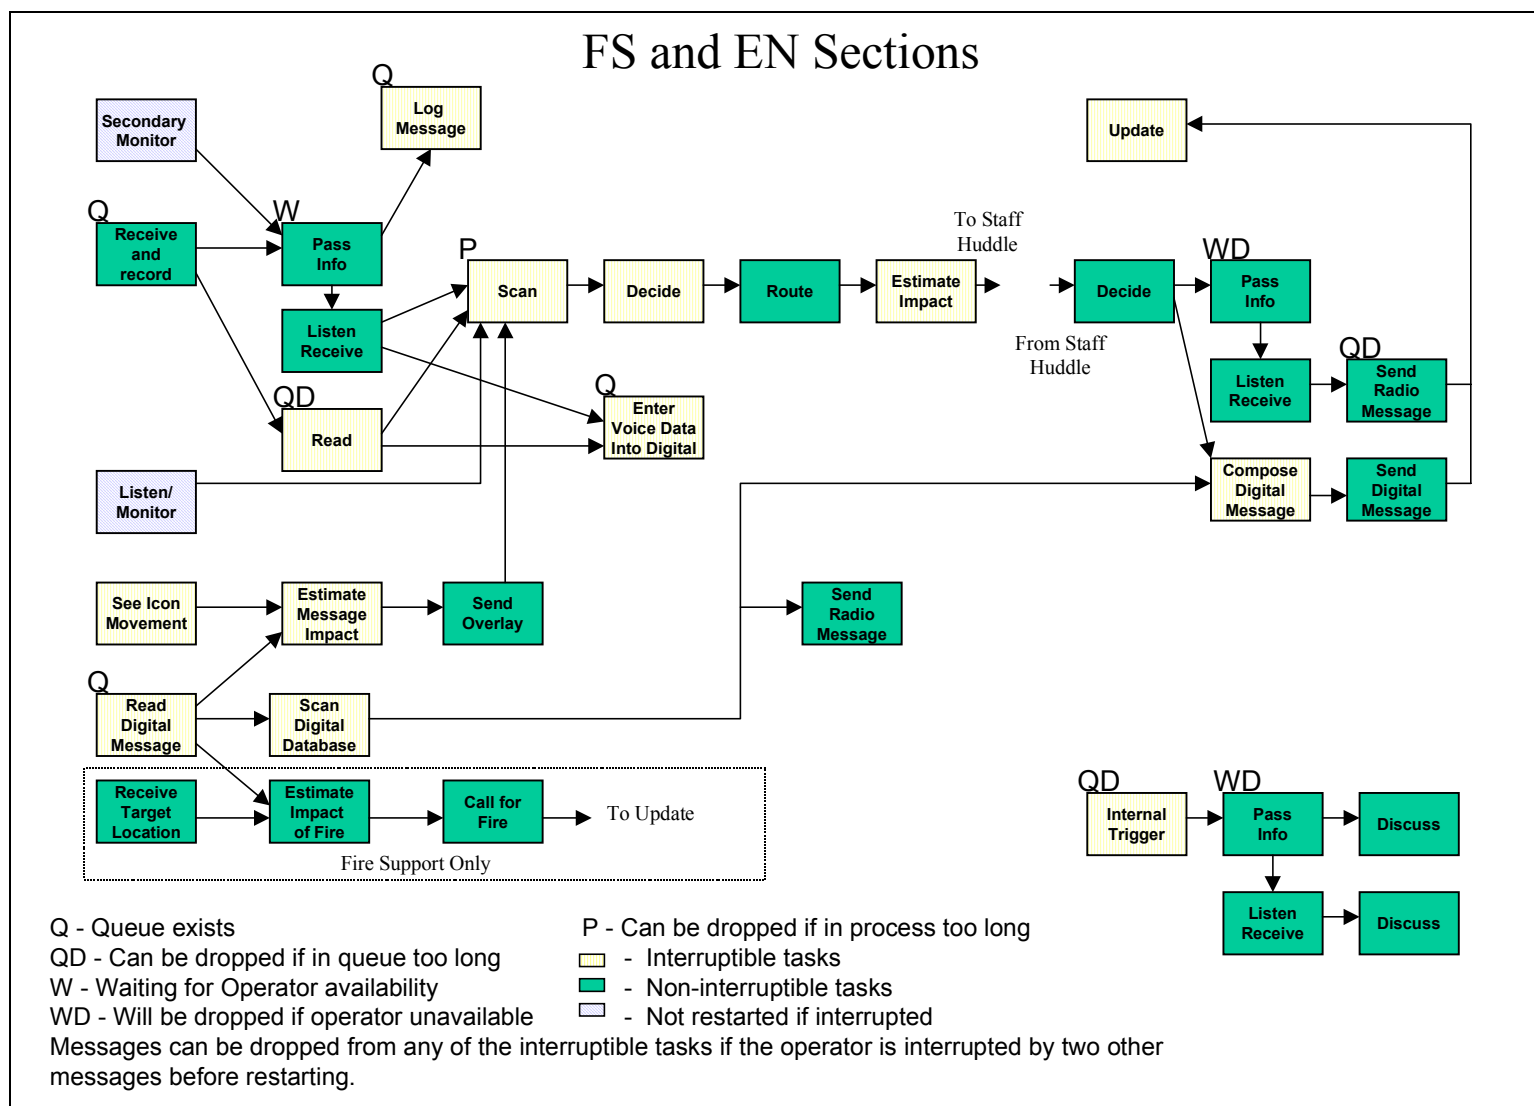 FS and EN Sections
Q
Log
Message
Secondary
Monitor
Update
Q
Receive
and
record
W
Pass
Info
P
Scan
Decide
Route
Estimate
Impact
To Staff
Huddle
From Staff
Huddle
Decide
WD
Pass
Info
Listen
Receive
Listen
Receive
QD
Send
Radio
Message
QD
Read
Q
Enter
Voice Data
Into Digital
Listen/
Monitor
Compose
Digital
Message
Send
Digital
Message
See Icon
Movement
Estimate
Message
Impact
Send
Overlay
Send
Radio
Message
Q
Read
Digital
Message
Scan
Digital
Database
Receive
Target
Location
Estimate
Impact
of Fire
Call for
Fire
To Update
Fire Support Only
QD
Internal
Trigger
WD
Pass
Info
Discuss
Listen
Receive
Discuss
Q - Queue exists
QD - Can be dropped if in queue too long
W - Waiting for Operator availability
WD - Will be dropped if operator unavailable
P - Can be dropped if in process too long
- Interruptible tasks
- Non-interruptible tasks
- Not restarted if interrupted
Messages can be dropped from any of the interruptible tasks if the operator is interrupted by two other
messages before restarting.